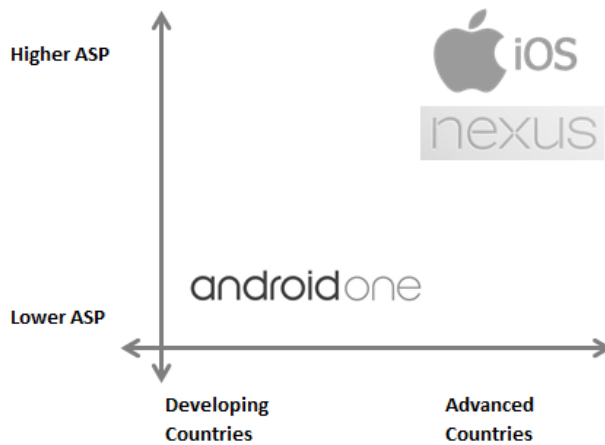 Higher ASP
iOS
nexus
androidone
Lower ASP
Developing
Countries
Advanced
Countries